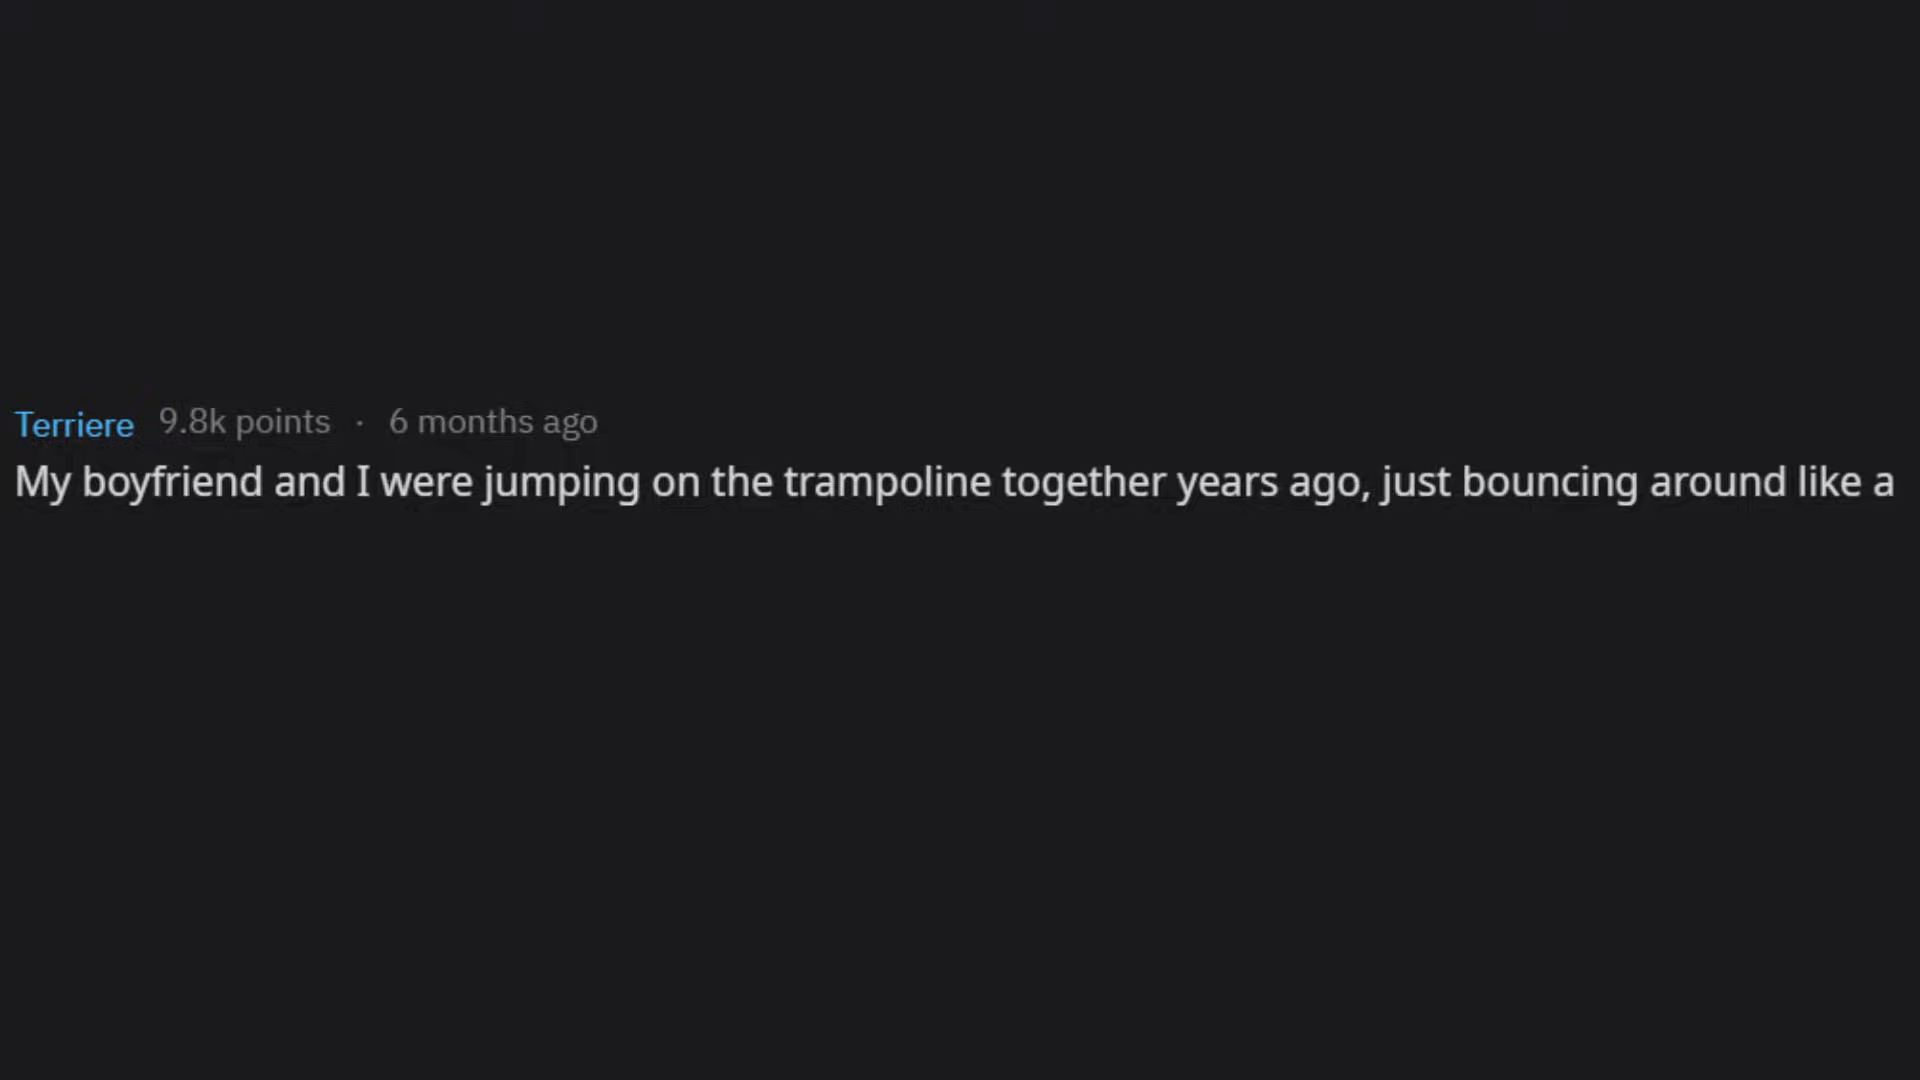 Terriere 9.8k points · 6 months ago
My boyfriend and I were jumping on the trampoline together years ago, just bouncing around like a